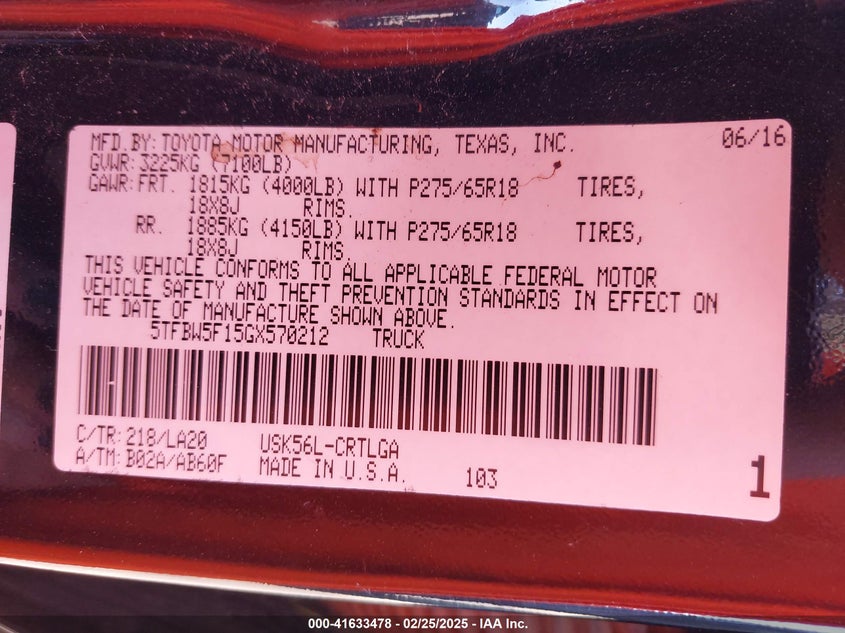 MFD.BY: TOYOTA MOTOR MANUFACTURING, TEXAS, INC. 06/16
GVWR: 3225KG (7100LB)
GAWR: FRT. 1815KG (4000LB) WITH P275/65R18 TIRES,
18X8J RIMS.
RR. 1885KG (4150LB) WITH P275/65R18 TIRES,
18X8J RIMS.
THIS VEHICLE CONFORMS TO ALL APPLICABLE FEDERAL MOTOR
VEHICLE SAFETY AND THEFT PREVENTION STANDARDS IN EFFECT ON
THE DATE OF MANUFACTURE SHOWN ABOVE.
5TFBW5F15GX570212 TRUCK
C/TR: 218/LA20 USK56L-CRTLGA
A/TM: B02A/AB60F MADE IN U.S.A. 103 1
000-41633478 - 02/25/2025 - IAA Inc.